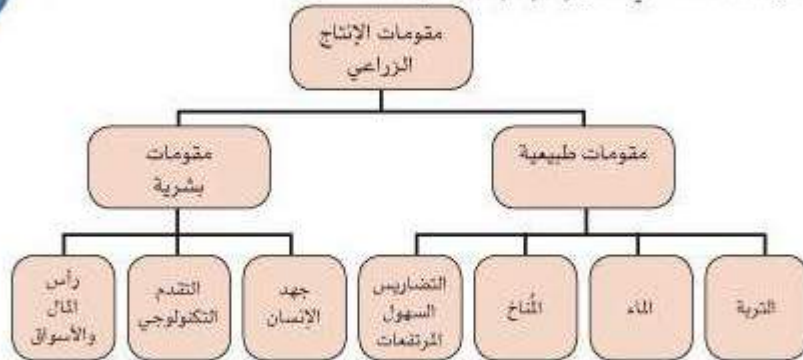 مقومات الإنتاج
الزراعي
مقومات طبيعية
مقومات
بشرية
التربة
الماء
المُناخ
التضاريس
السهول
المرتفعات
جهد
الإنسان
التقدم
التكنولوجي
رأس
المال
والأسواق